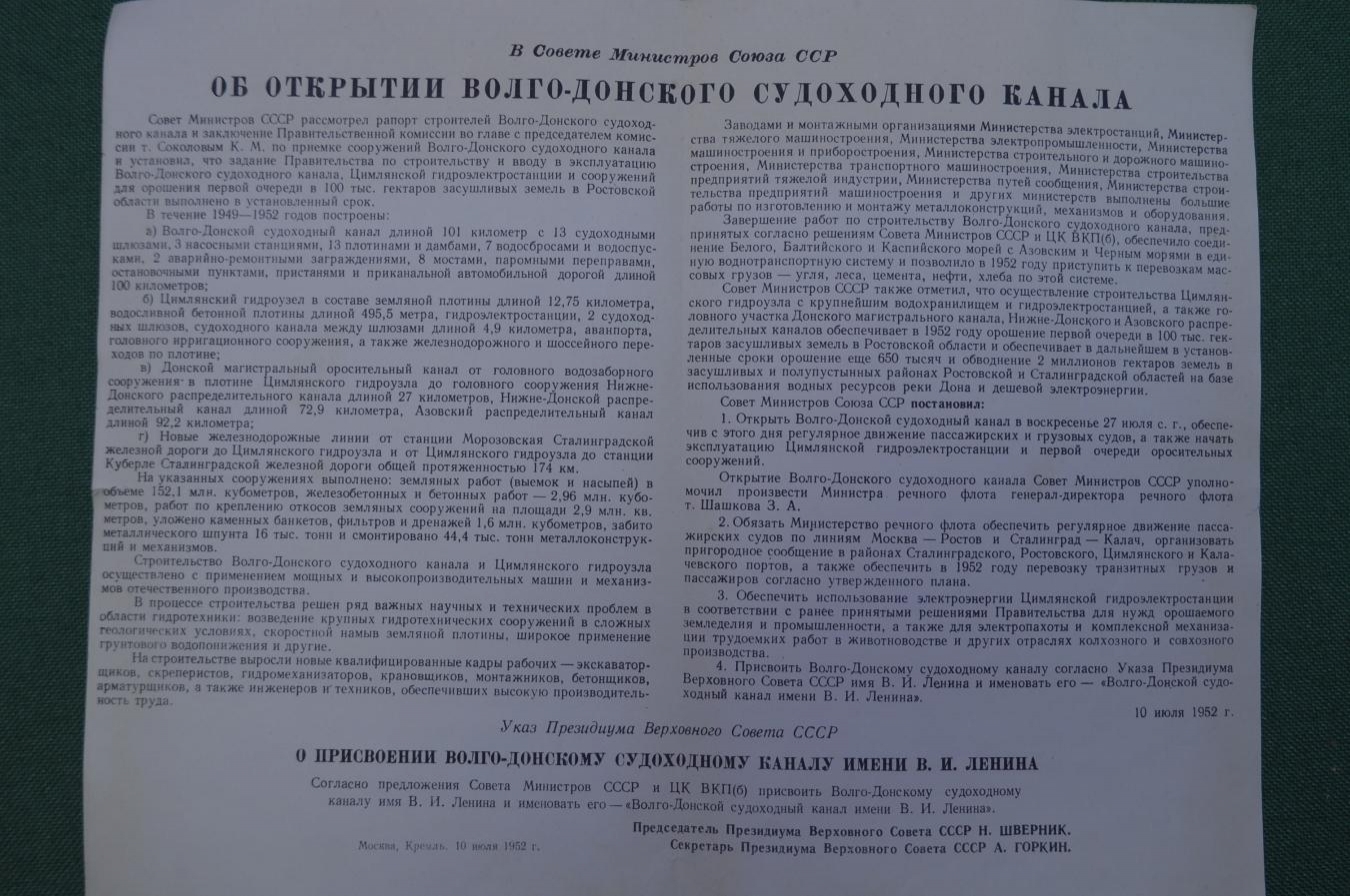 В Совете Министров Союза ССР
ОБ ОТКРЫТИИ ВОЛГО-ДОНСКОГО СУДОХОДНОГО КАНАЛА
Совет Министров СССР рассмотрел рапорт строителей Волго-Донского судоход-
ного канала и заключение Правительственной комиссии во главе с председателем комис-
сии т. Соколовым К. М. по приемке сооружений Волго-Донского судоходного канала
и установил, что задание Правительства по строительству и вводу в эксплуатацию
Волго-Донского судоходного канала, Цимлянской гидроэлектростанции и сооружений
для орошения первой очереди в 100 тыс. гектаров засушливых земель в Ростовской
области выполнено в установленный срок.
В течение 1949—1952 годов построены:
а) Волго-Донской судоходный канал длиной 101 километр с 13 судоходными
шлюзами, 3 насосными станциями, 13 плотинами и дамбами, 7 водосбросами и водоспус-
ками, 2 аварийно-ремонтными заграждениями, 8 мостами, паромными переправами,
остановочными пунктами, пристанями и приканальной автомобильной дорогой длиной
100 километров;
б) Цимлянский гидроузел в составе земляной плотины длиной 12,75 километра,
водосливной бетонной плотины длиной 495,5 метра, гидроэлектростанции, 2 судоход-
ных шлюзов, судоходного канала между шлюзами длиной 4,9 километра, аванпорта,
головного ирригационного сооружения, а также железнодорожного и шоссейного пере-
ходов по плотине;
в) Донской магистральный оросительный канал от головного водозаборного
сооружения в плотине Цимлянского гидроузла до головного сооружения Нижне-
Донского распределительного канала длиной 27 километров, Нижне-Донской распре-
делительный канал длиной 72,9 километра, Азовский распределительный канал
длиной 92,2 километра;
г) Новые железнодорожные линии от станции Морозовская Сталинградской
железной дороги до Цимлянского гидроузла и от Цимлянского гидроузла до станции
Куберле Сталинградской железной дороги общей протяженностью 174 км.
На указанных сооружениях выполнено: земляных работ (выемок и насыпей) в
объеме 152,1 млн. кубометров, железобетонных и бетонных работ — 2,96 млн. кубо-
метров, работ по креплению откосов земляных сооружений на площади 2,9 млн. кв.
метров, уложено каменных банкетов, фильтров и дренажей 1,6 млн. кубометров, забито
металлического шпунта 16 тыс. тонн и смонтировано 44,4 тыс. тонн металлоконструк-
ций и механизмов.
Строительство Волго-Донского судоходного канала и Цимлянского гидроузла
осуществлено с применением мощных и высокопроизводительных машин и механиз-
мов отечественного производства.
В процессе строительства решен ряд важных научных и технических проблем в
области гидротехники: возведение крупных гидротехнических сооружений в сложных
геологических условиях, скоростной намыв земляной плотины, широкое применение
грунтового водопонижения и другие.
На строительстве выросли новые квалифицированные кадры рабочих — экскаватор-
щиков, скреперистов, гидромеханизаторов, крановщиков, монтажников, бетонщиков,
арматурщиков, а также инженеров и техников, обеспечивших высокую производитель-
ность труда.
Заводами и монтажными организациями Министерства электростанций, Министер-
ства тяжелого машиностроения, Министерства электропромышленности, Министерства
машиностроения и приборостроения, Министерства строительного и дорожного машино-
строения, Министерства транспортного машиностроения, Министерства строительства
предприятий тяжелой индустрии, Министерства путей сообщения, Министерства строи-
тельства предприятий машиностроения и других министерств выполнены большие
работы по изготовлению и монтажу металлоконструкций, механизмов и оборудования.
Завершение работ по строительству Волго-Донского судоходного канала, пред-
принятых согласно решениям Совета Министров СССР и ЦК ВКП(б), обеспечило соеди-
нение Белого, Балтийского и Каспийского морей с Азовским и Черным морями в еди-
ную воднотранспортную систему и позволило в 1952 году приступить к перевозкам мас-
совых грузов — угля, леса, цемента, нефти, хлеба по этой системе.
Совет Министров СССР также отметил, что осуществление строительства Цимлян-
ского гидроузла с крупнейшим водохранилищем и гидроэлектростанцией, а также го-
ловного участка Донского магистрального канала, Нижне-Донского и Азовского распре-
делительных каналов обеспечивает в 1952 году орошение первой очереди в 100 тыс. гек-
таров засушливых земель в Ростовской области и обеспечивает в дальнейшем в установ-
ленные сроки орошение еще 650 тысяч и обводнение 2 миллионов гектаров земель в
засушливых и полупустынных районах Ростовской и Сталинградской областей на базе
использования водных ресурсов реки Дона и дешевой электроэнергии.
Совет Министров Союза ССР постановил:
1. Открыть Волго-Донской судоходный канал в воскресенье 27 июля с. г., обеспе-
чив с этого дня регулярное движение пассажирских и грузовых судов, а также начать
эксплуатацию Цимлянской гидроэлектростанции и первой очереди оросительных
сооружений.
Открытие Волго-Донского судоходного канала Совет Министров СССР уполно-
мочил произвести Министра речного флота генерал-директора речного флота
т. Шашкова З. А.
2. Обязать Министерство речного флота обеспечить регулярное движение пасса-
жирских судов по линиям Москва — Ростов и Сталинград — Калач, организовать
пригородное сообщение в районах Сталинградского, Ростовского, Цимлянского и Кала-
чевского портов, а также обеспечить в 1952 году перевозку транзитных грузов и
пассажиров согласно утвержденного плана.
3. Обеспечить использование электроэнергии Цимлянской гидроэлектростанции
в соответствии с ранее принятыми решениями Правительства для нужд орошаемого
земледелия и промышленности, а также для электропахоты и комплексной механиза-
ции трудоемких работ в животноводстве и других отраслях колхозного и совхозного
производства.
4. Присвоить Волго-Донскому судоходному каналу согласно Указа Президиума
Верховного Совета СССР имя В. И. Ленина и именовать его — «Волго-Донской судо-
ходный канал имени В. И. Ленина».
10 июля 1952 г.
Указ Президиума Верховного Совета СССР
О ПРИСВОЕНИИ ВОЛГО-ДОНСКОМУ СУДОХОДНОМУ КАНАЛУ ИМЕНИ В. И. ЛЕНИНА
Согласно предложения Совета Министров СССР и ЦК ВКП(б) присвоить Волго-Донскому судоходному
каналу имя В. И. Ленина и именовать его — «Волго-Донской судоходный канал имени В. И. Ленина».
Председатель Президиума Верховного Совета СССР Н. ШВЕРНИК.
Секретарь Президиума Верховного Совета СССР А. ГОРКИН.
Москва, Кремль. 10 июля 1952 г.